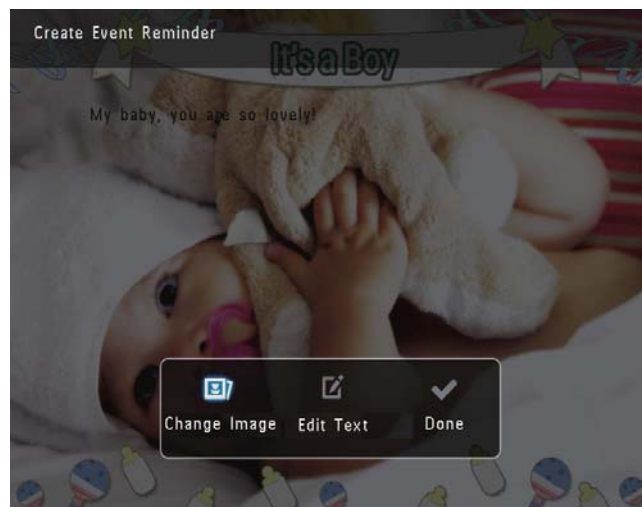 Create Event Reminder
It's a Boy
My baby, you are so lovely!
Change Image
Edit Text
Done